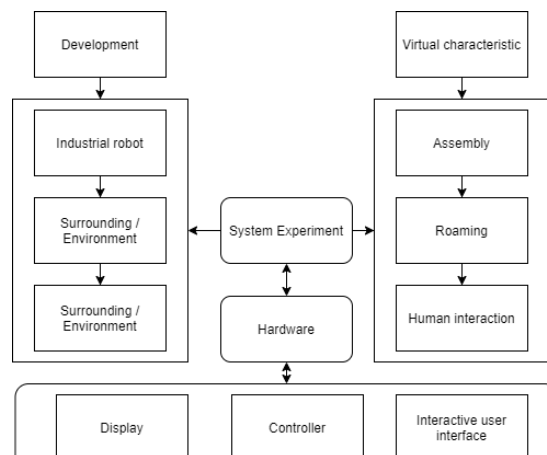 Development
Virtual characteristic
Industrial robot
Assembly
Surrounding /
Environment
System Experiment
Roaming
Surrounding /
Environment
Hardware
Human interaction
Display
Controller
Interactive user
interface